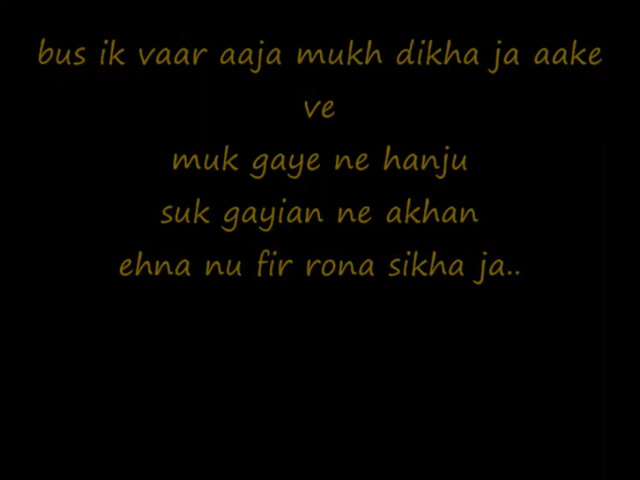 bus ik vaar aaja mukh dikha ja aake
ve
muk gaye ne hanju
suk gayian ne akhan
ehna nu fir rona sikha ja..